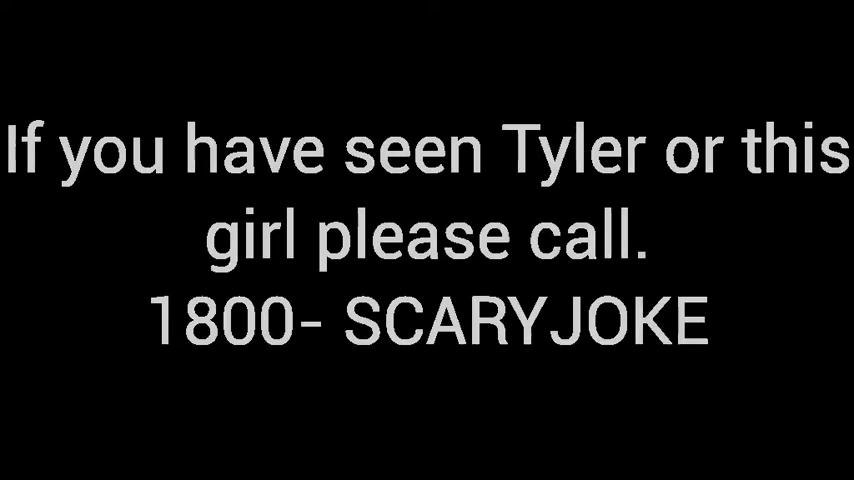 If you have seen Tyler or this
girl please call.
1800- SCARYJOKE